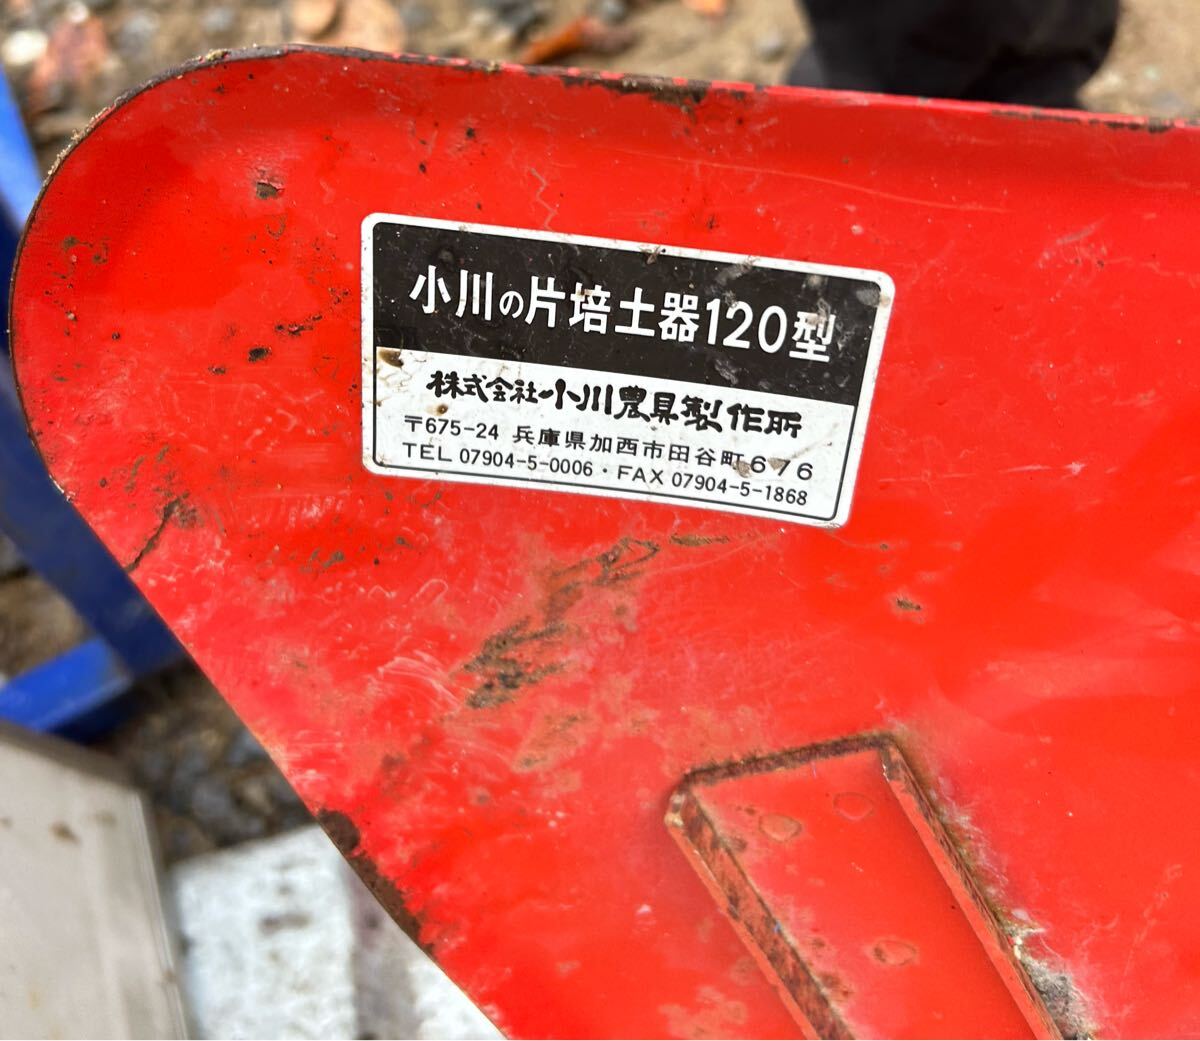 小川の片培土器120型
株式会社小川農具製作所
〒675-24 兵庫県加西市田谷町676
TEL 07904-5-0006・FAX 07904-5-1868